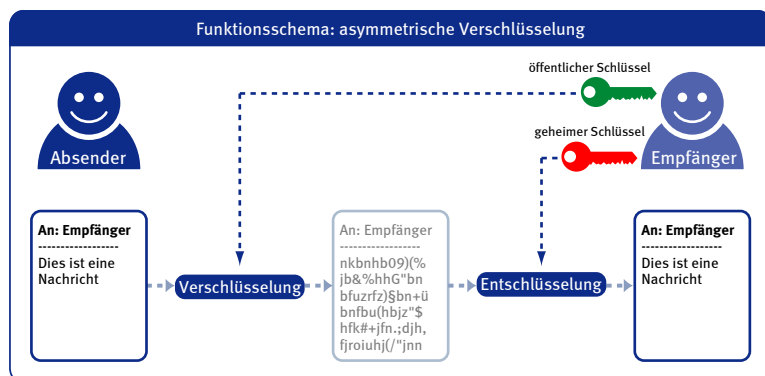 Funktionsschema: asymmetrische Verschlüsselung
öffentlicher Schlüssel
geheimer Schlüssel
Absender
Empfänger
An: Empfänger
------------------
Dies ist eine
Nachricht
Verschlüsselung
An: Empfänger
------------------
nkbnhb09)(%
jb&%hhG"bn
bfuzrfz)§bn+ü
bnfbu(hbjz"$
hfk#+jfn.;djh,
fjroiuhj(/"jnn
Entschlüsselung
An: Empfänger
------------------
Dies ist eine
Nachricht